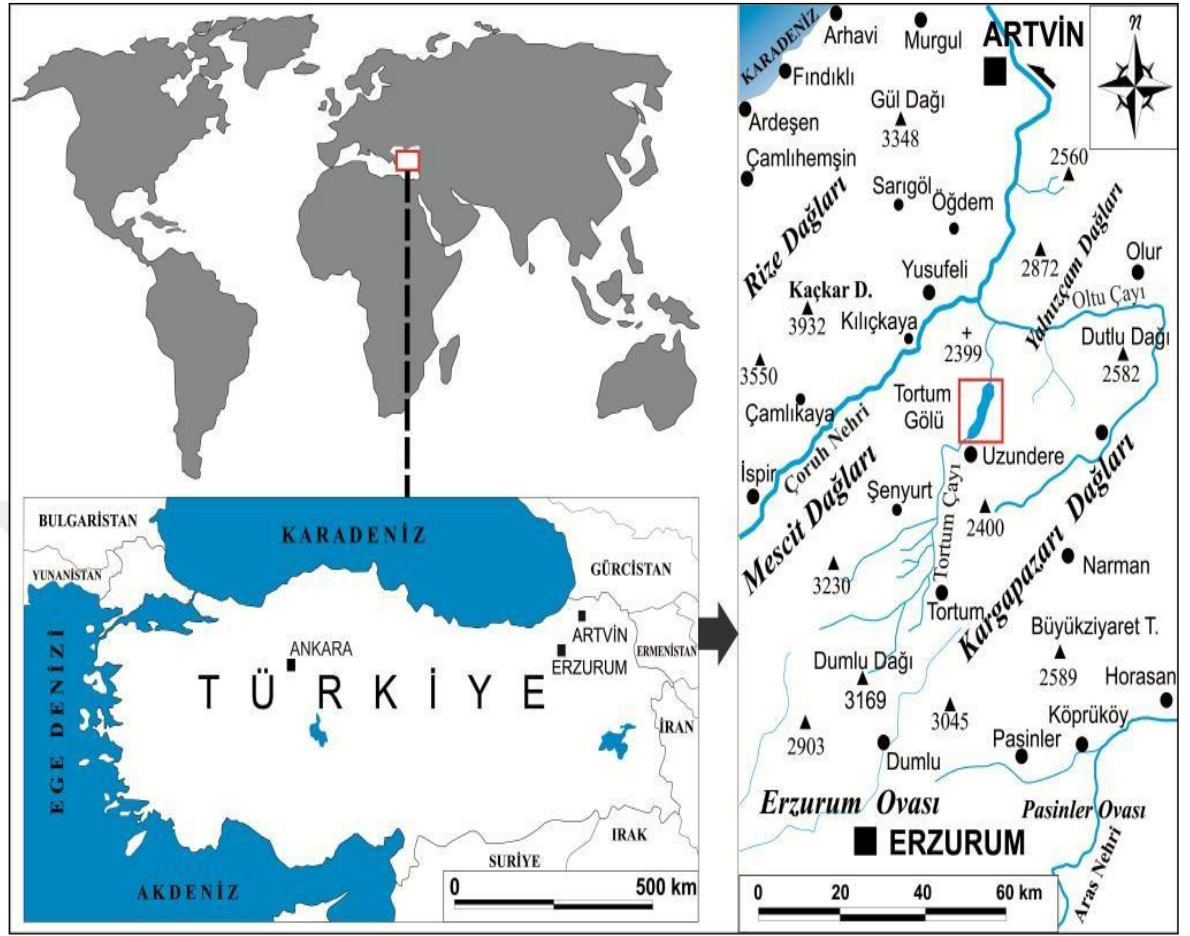 BULGARİSTAN
KARADENİZ
YUNANİSTAN
GÜRCİSTAN
ARTVİN
ANKARA
ERZURUM
ERMENİSTAN
TÜRKİYE
EGE DENİZİ
İRAN
IRAK
SURİYE
AKDENİZ
0 500 km
KARADENİZ
Arhavi
Murgul
ARTVİN
n
Fındıklı
Gül Dağı
3348
Ardeşen
Çamlıhemşin
2560
Sarıgöl
Öğdem
Rize Dağları
2872
Yalnızçam Dağları
Olur
Yusufeli
Oltu Çayı
Kaçkar D.
3932
Kılıçkaya
2399
Dutlu Dağı
2582
3550
Tortum
Gölü
Çamlıkaya
Çoruh Nehri
Uzundere
İspir
Şenyurt
Mescit Dağları
Tortum Çayı
2400
Kargapazarı Dağları
3230
Narman
Tortum
Büyükziyaret T.
2589
Dumlu Dağı
3169
Horasan
3045
Köprüköy
2903
Pasinler
Dumlu
Erzurum Ovası
Pasinler Ovası
ERZURUM
Aras Nehri
0 20 40 60 km